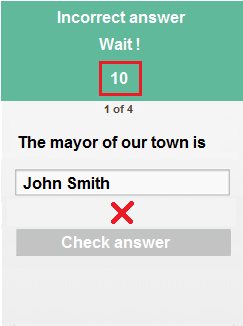 Incorrect answer
Wait !
10
1 of 4
The mayor of our town is
John Smith
Check answer